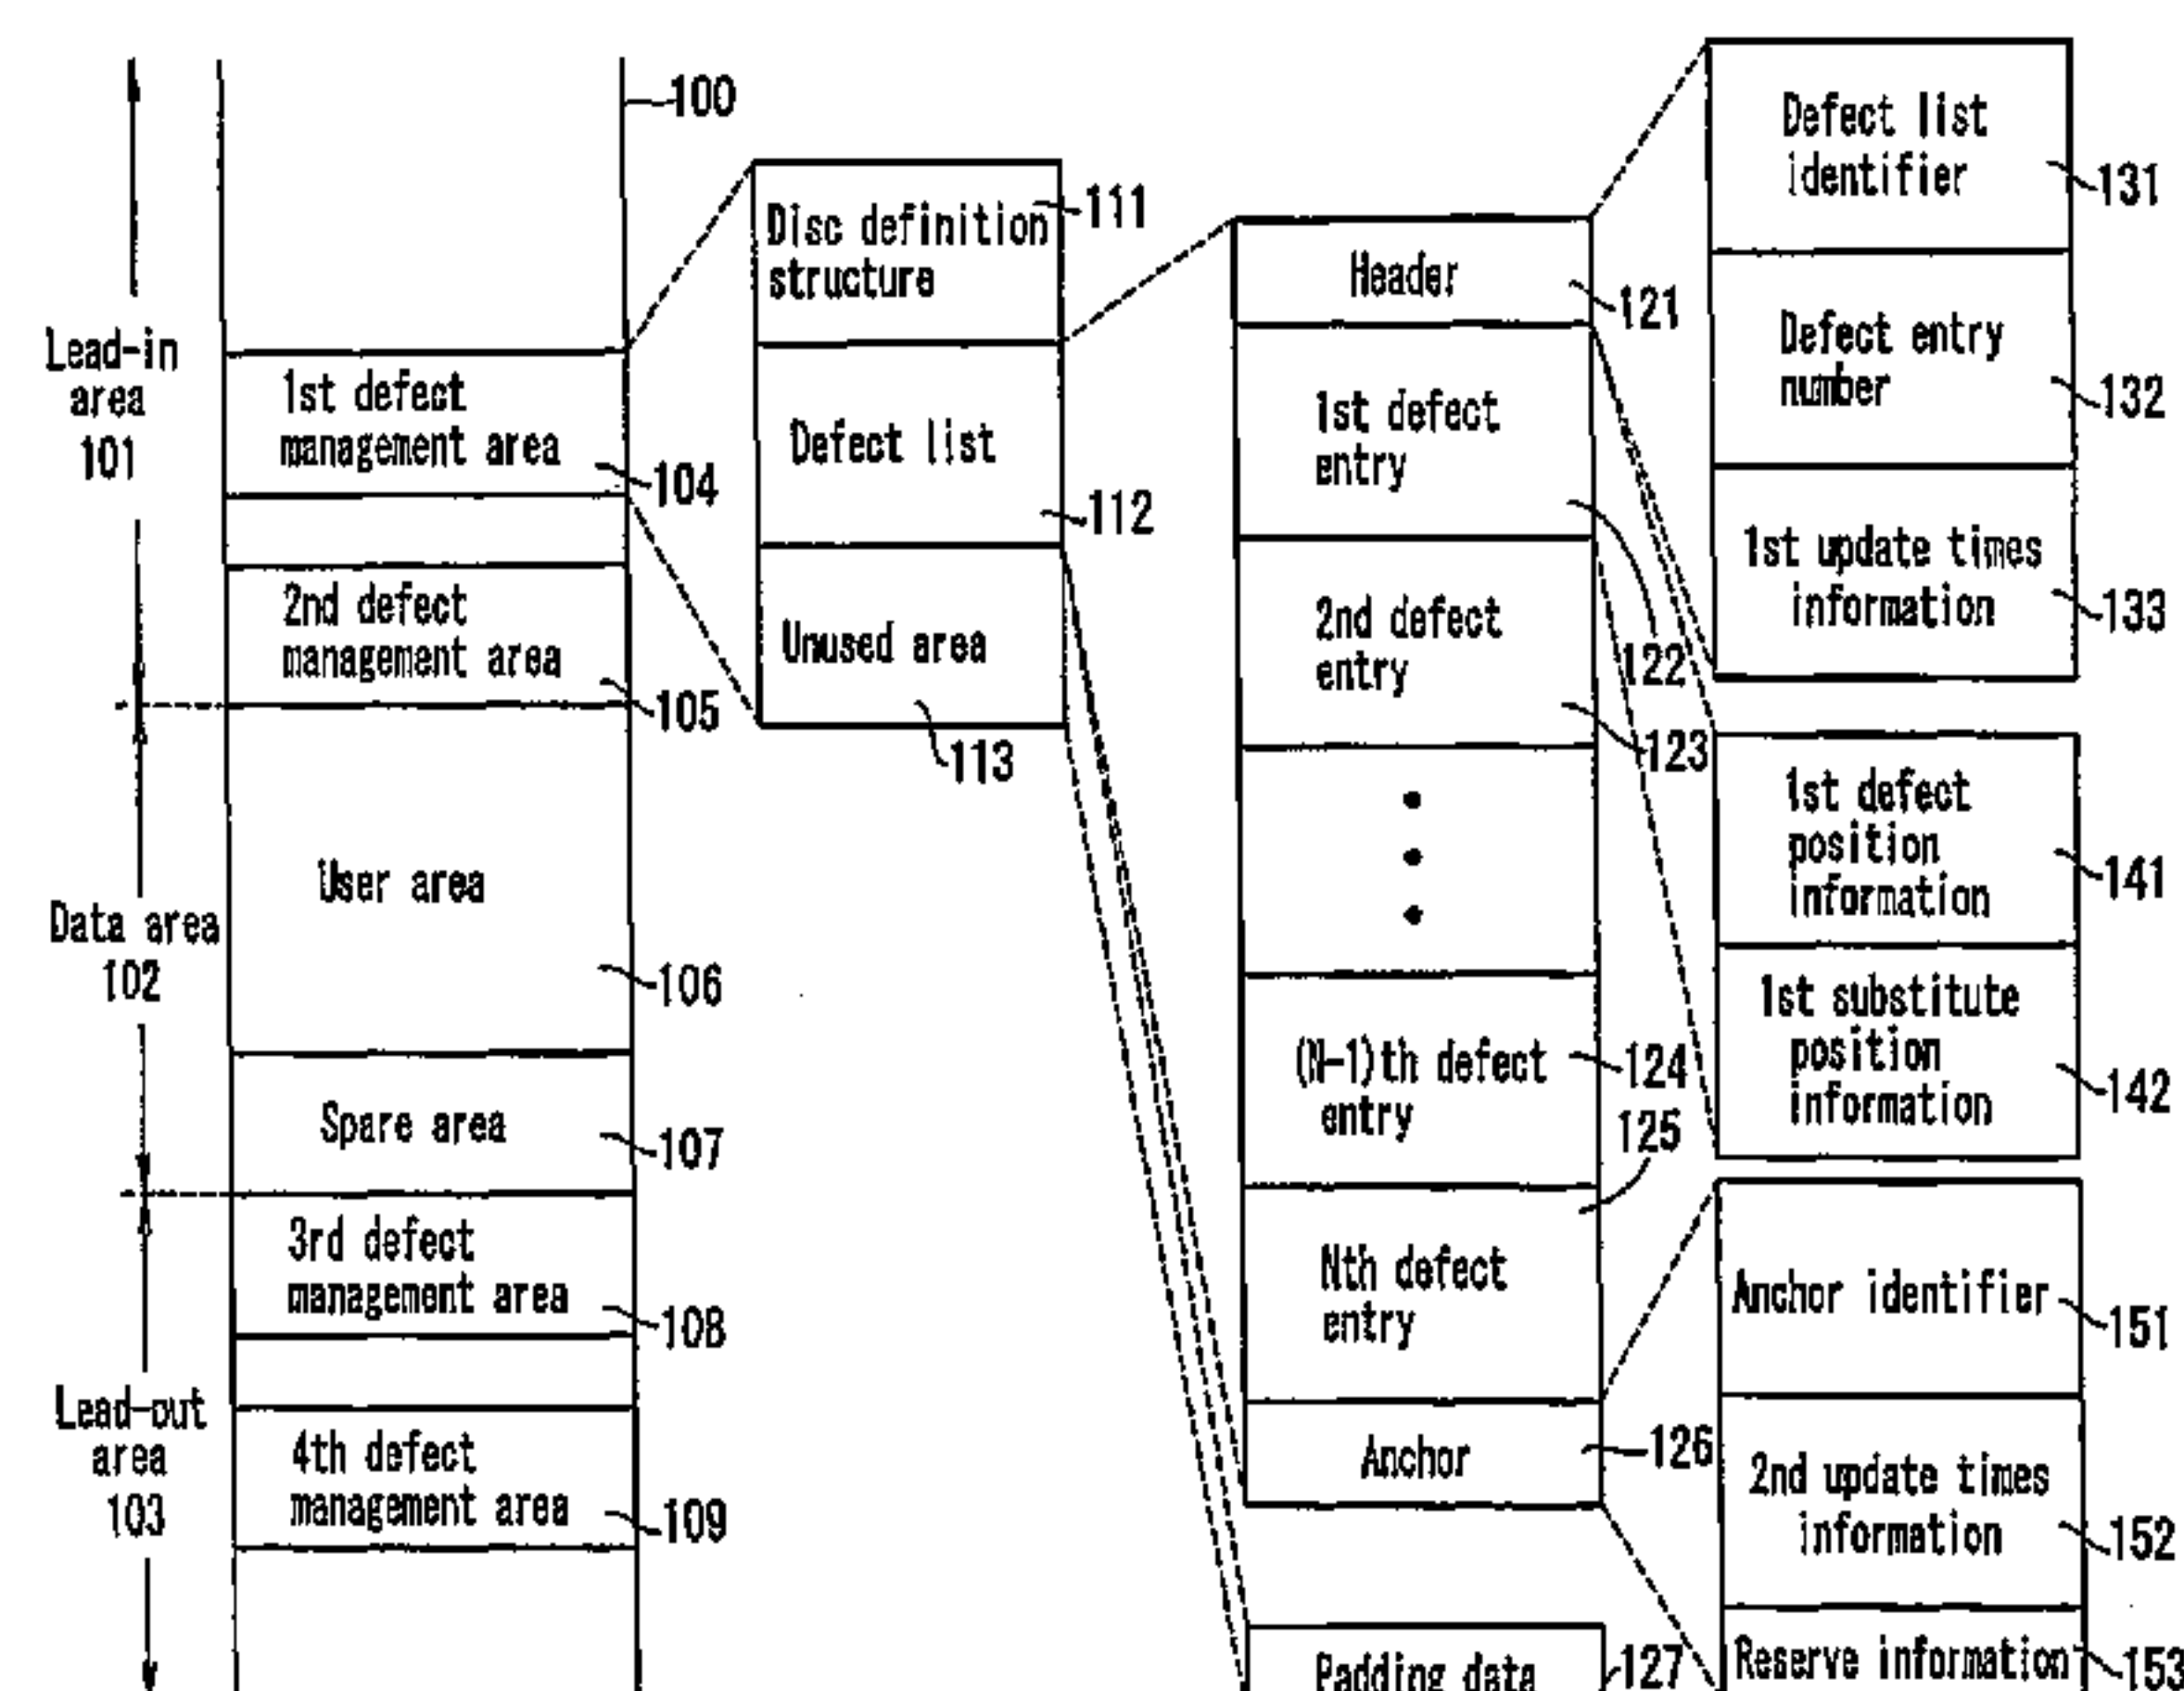 100
Lead-in
area
101
1st defect
management area
104
2nd defect
management area
105
Data area
102
User area
106
Spare area
107
Lead-out
area
103
3rd defect
management area
108
4th defect
management area
109
Disc definition
structure
111
Defect list
112
Unused area
113
Header
121
1st defect
entry
122
2nd defect
entry
123
(N-1)th defect
entry
124
125
Nth defect
entry
Anchor
126
Padding data
127
Defect list
identifier
131
Defect entry
number
132
1st update times
information
133
1st defect
position
information
141
1st substitute
position
information
142
Anchor identifier
151
2nd update times
information
152
Reserve information
153